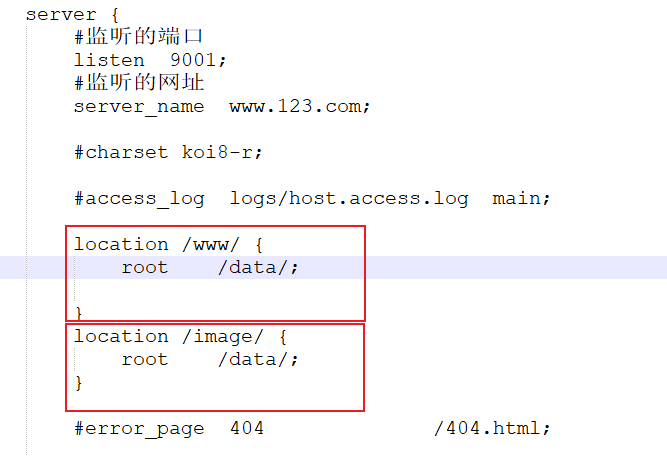 server {
#监听的端口
listen  9001;
#监听的网址
server_name  www.123.com;
#charset koi8-r;
#access_log  logs/host.access.log  main;
location /www/ {
root    /data/;
}
location /image/ {
root    /data/;
}
#error_page  404              /404.html;